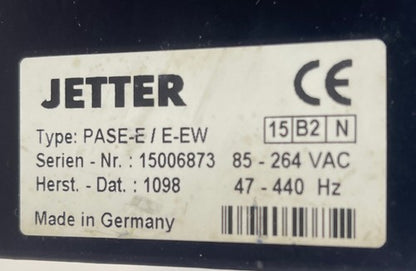 JETTER CE
Type: PASE-E / E-EW 15 B2 N
Serien - Nr. : 15006873 85 - 264 VAC
Herst. - Dat. : 1098 47 - 440 Hz
Made in Germany